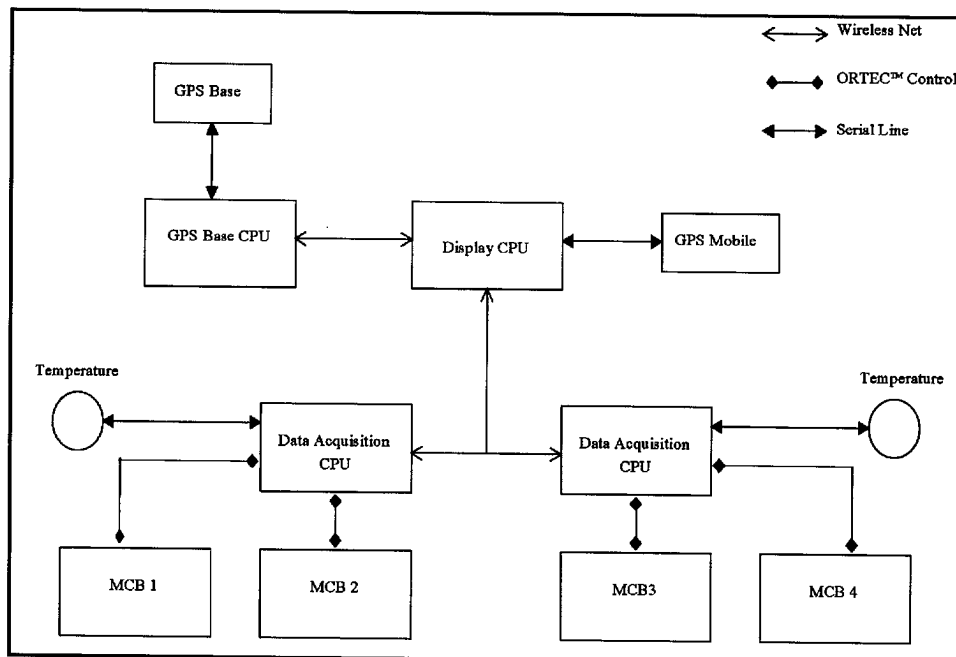 Wireless Net
GPS Base
ORTEC™ Control
Serial Line
GPS Base CPU
Display CPU
GPS Mobile
Temperature
Temperature
Data Acquisition
CPU
Data Acquisition
CPU
MCB 1
MCB 2
MCB3
MCB 4